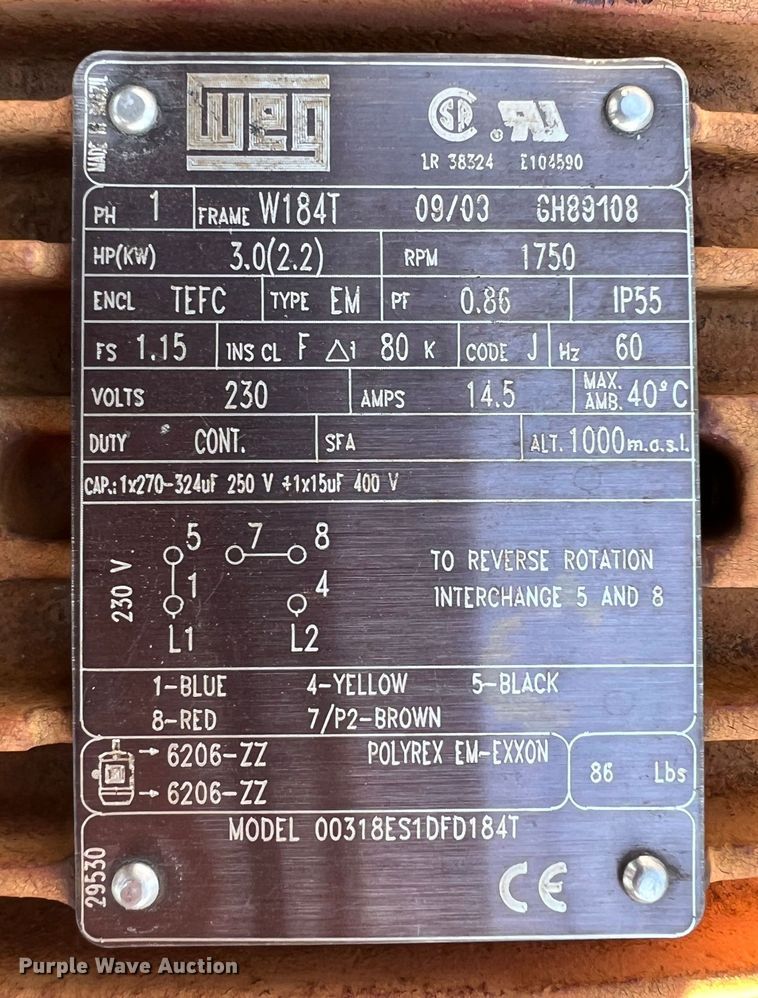 MADE IN BRAZIL
weg
LR 38324 E104590
PH 1 FRAME W184T 09/03 GH89108
HP(KW) 3.0(2.2) RPM 1750
ENCL TEFC TYPE EM PF 0.86 IP55
FS 1.15 INS CL F △t 80 K CODE J Hz 60
VOLTS 230 AMPS 14.5 MAX. AMB. 40°C
DUTY CONT. SFA ALT. 1000m.a.s.l.
CAP.: 1x270-324uF 250 V +1x15uF 400 V
230 V
5 7 8
1 4
L1 L2
TO REVERSE ROTATION
INTERCHANGE 5 AND 8
1-BLUE 4-YELLOW 5-BLACK
8-RED 7/P2-BROWN
6206-ZZ POLYREX EM-EXXON
6206-ZZ
86 Lbs
MODEL 00318ES1DFD184T
29530
CE
Purple Wave Auction